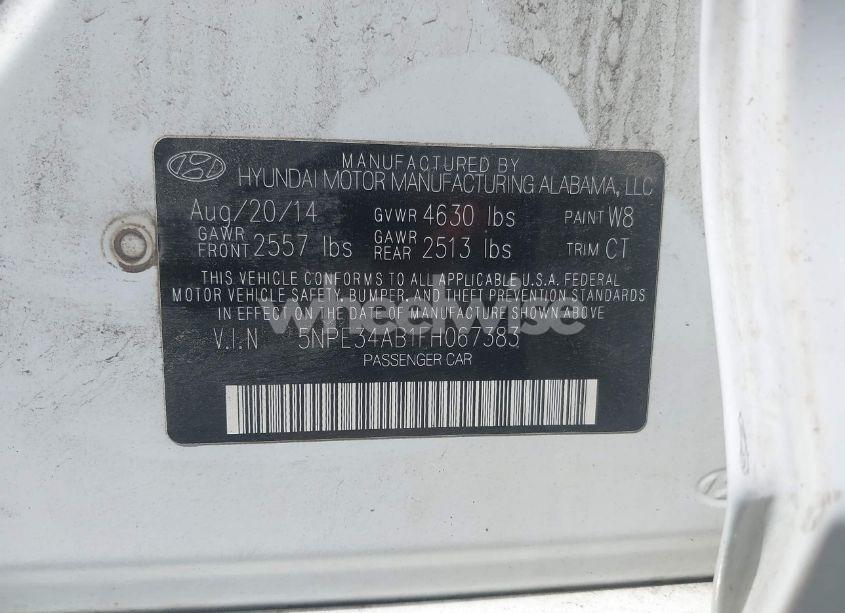 MANUFACTURED BY
HYUNDAI MOTOR MANUFACTURING ALABAMA, LLC
Aug/20/14 GVWR 4630 lbs PAINT W8
GAWR FRONT 2557 lbs GAWR REAR 2513 lbs TRIM CT
THIS VEHICLE CONFORMS TO ALL APPLICABLE U.S.A. FEDERAL
MOTOR VEHICLE SAFETY, BUMPER, AND THEFT PREVENTION STANDARDS
IN EFFECT ON THE DATE OF MANUFACTURE SHOWN ABOVE
wheelwise
V.I.N 5NPE34AB1FH067383
PASSENGER CAR